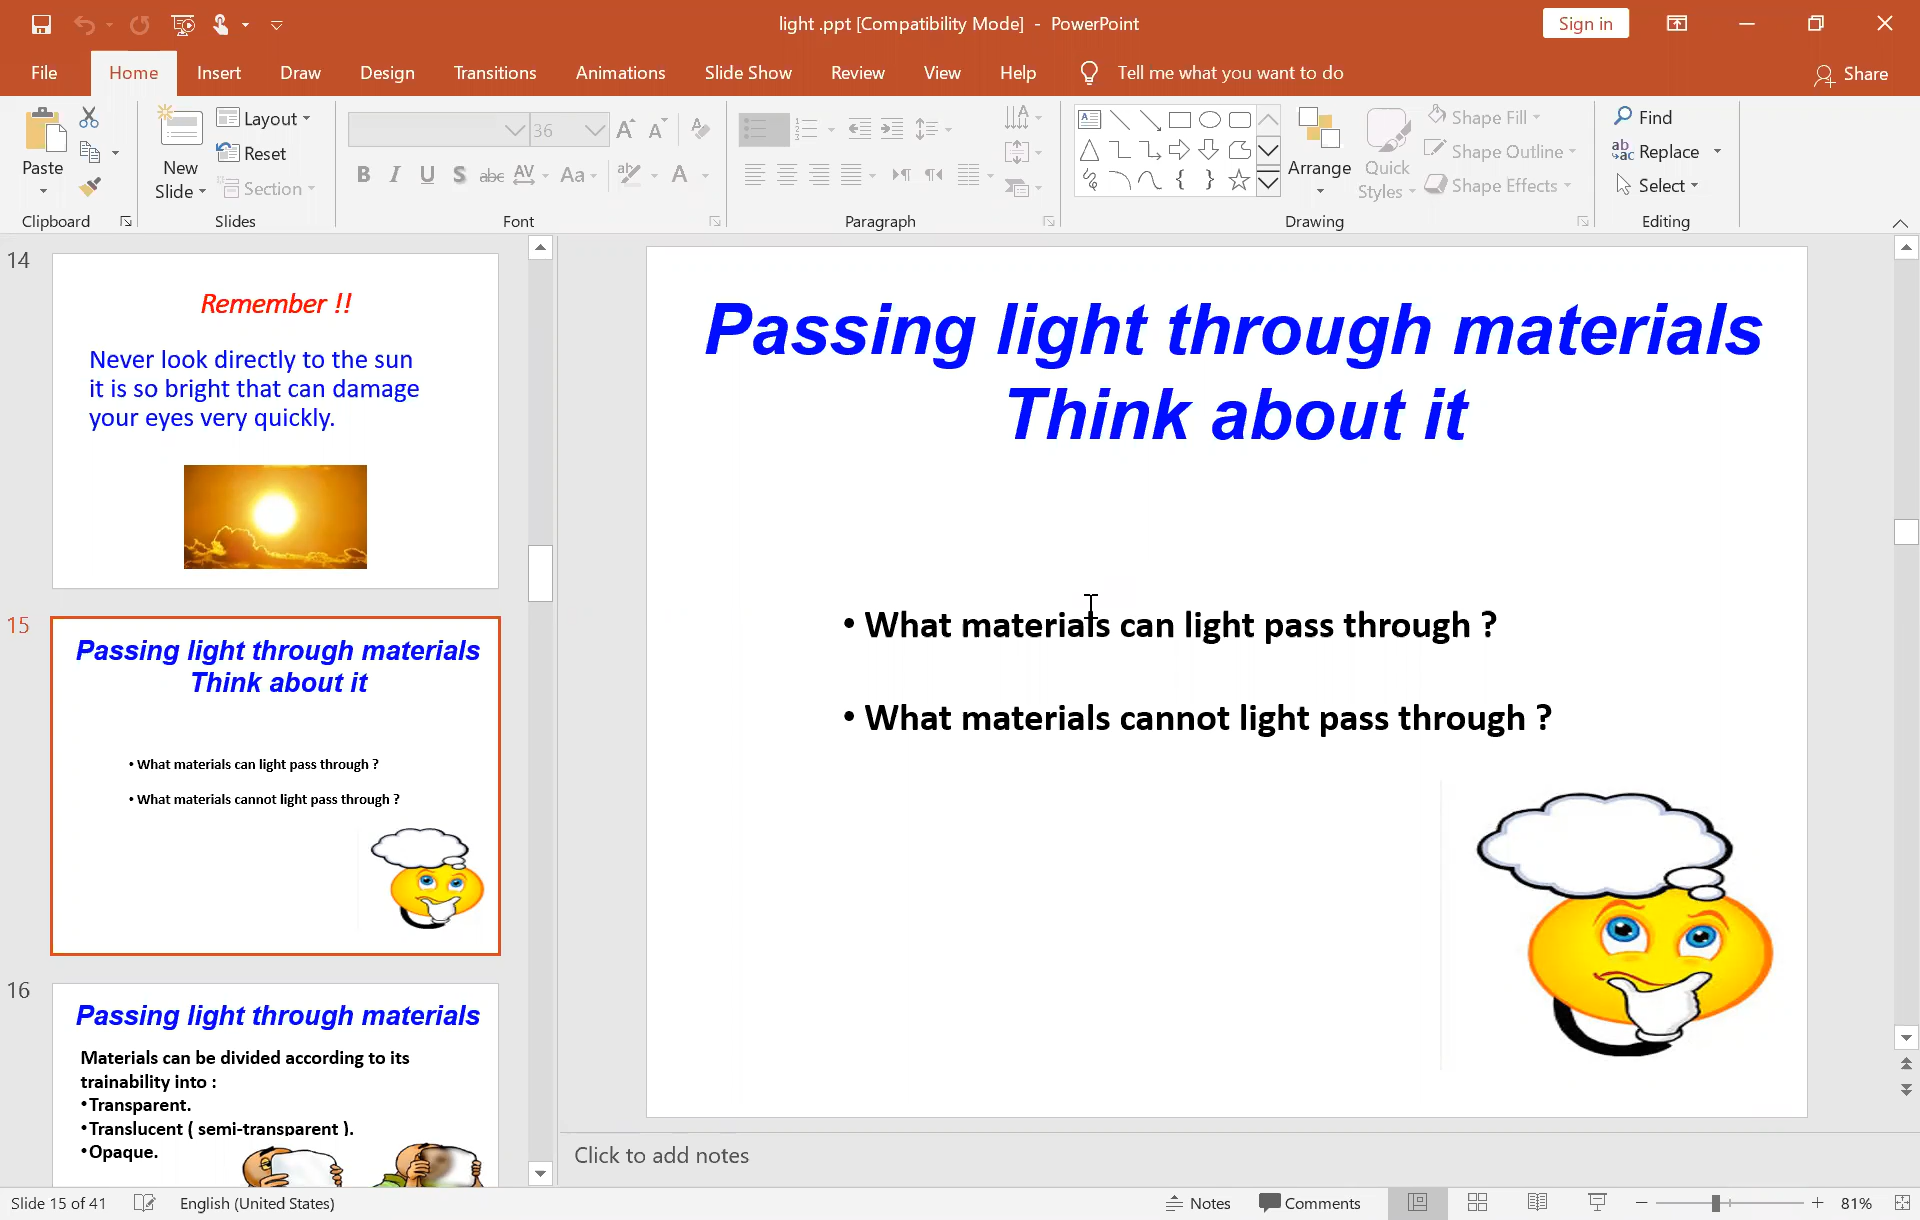 light .ppt [Compatibility Mode] - PowerPoint
Sign in
File Home Insert Draw Design Transitions Animations Slide Show Review View Help Tell me what you want to do Share
Paste
New Slide
Layout
Reset
Section
36
B I U S abc AV Aa A
Arrange
Quick Styles
Shape Fill
Shape Outline
Shape Effects
Find
Replace
Select
Clipboard Slides Font Paragraph Drawing Editing
14
Remember !!
Never look directly to the sun
it is so bright that can damage
your eyes very quickly.
15
Passing light through materials
Think about it
• What materials can light pass through ?
• What materials cannot light pass through ?
16
Passing light through materials
Materials can be divided according to its
trainability into :
•Transparent.
•Translucent ( semi-transparent ).
•Opaque.
Passing light through materials
Think about it
• What materials can light pass through ?
• What materials cannot light pass through ?
Click to add notes
Slide 15 of 41 English (United States) Notes Comments 81%